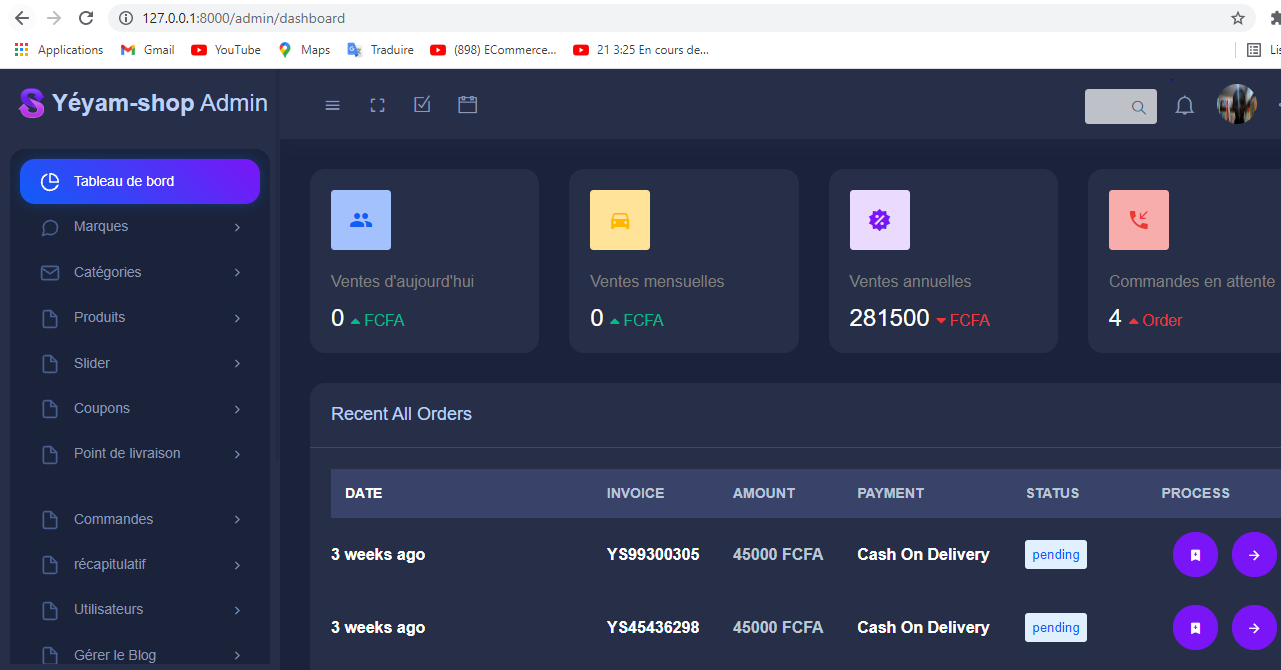 127.0.0.1:8000/admin/dashboard
Applications Gmail YouTube Maps Traduire (898) ECommerce... 21 3:25 En cours de...
Yéyam-shop Admin
Tableau de bord
Marques
Catégories
Produits
Slider
Coupons
Point de livraison
Commandes
récapitulatif
Utilisateurs
Gérer le Blog
Ventes d'aujourd'hui
0 FCFA
Ventes mensuelles
0 FCFA
Ventes annuelles
281500 FCFA
Commandes en attente
4 Order
Recent All Orders
DATE INVOICE AMOUNT PAYMENT STATUS PROCESS
3 weeks ago YS99300305 45000 FCFA Cash On Delivery pending
3 weeks ago YS45436298 45000 FCFA Cash On Delivery pending